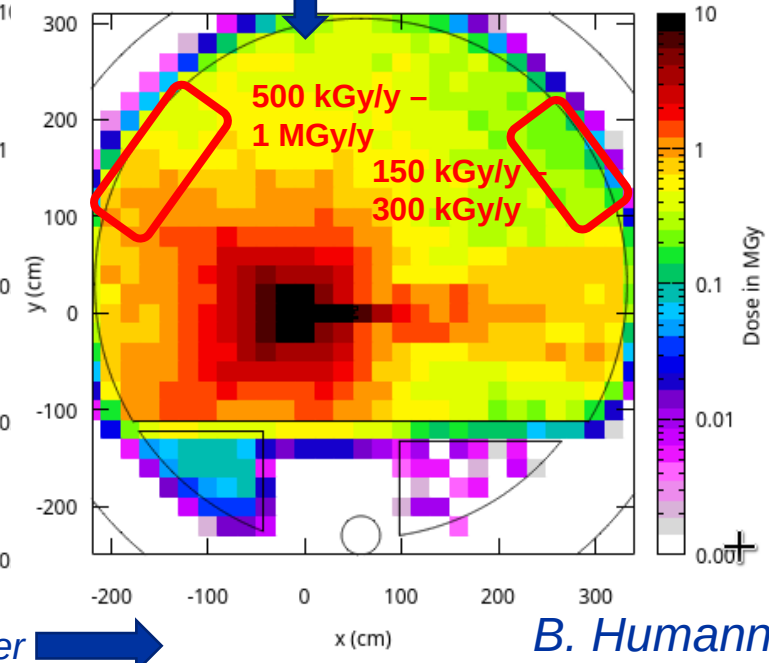 300
200
100
0
-100
-200
y (cm)
500 kGy/y –
1 MGy/y
150 kGy/y –
300 kGy/y
-200
-100
0
100
200
300
x (cm)
10
1
0.1
0.01
Dose in MGy
B. Humann